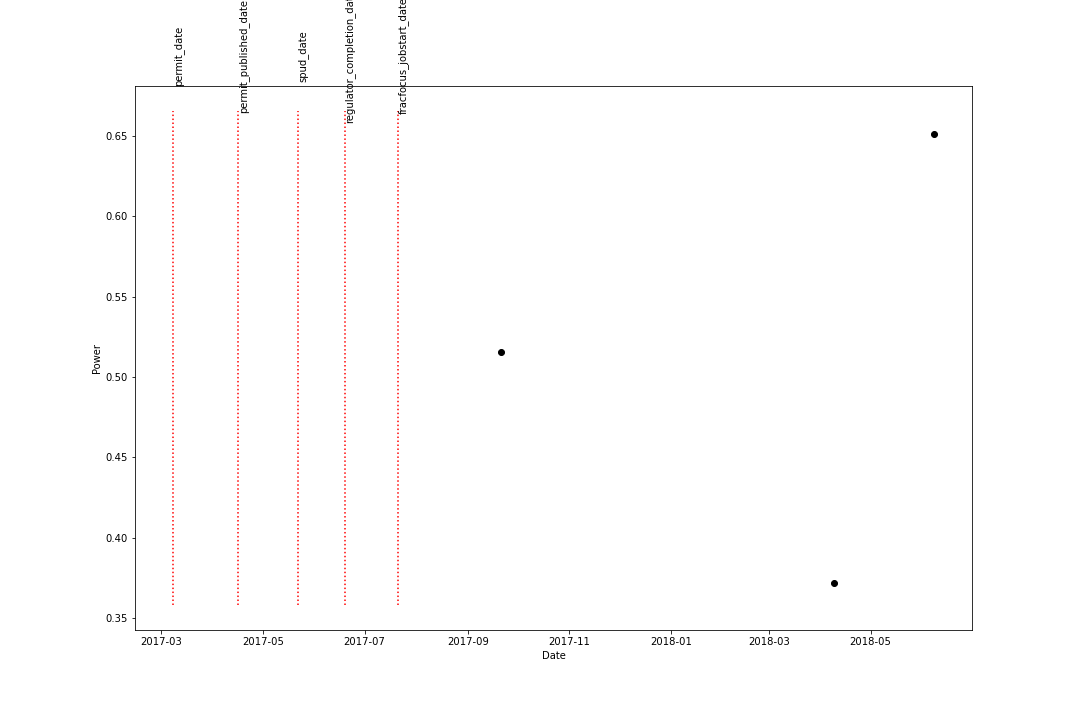 permit_date
permit_published_date
spud_date
regulator_completion_dat
fracfocus_jobstart_date
0.65
0.60
0.55
0.50
0.45
0.40
0.35
Power
2017-03 2017-05 2017-07 2017-09 2017-11 2018-01 2018-03 2018-05
Date